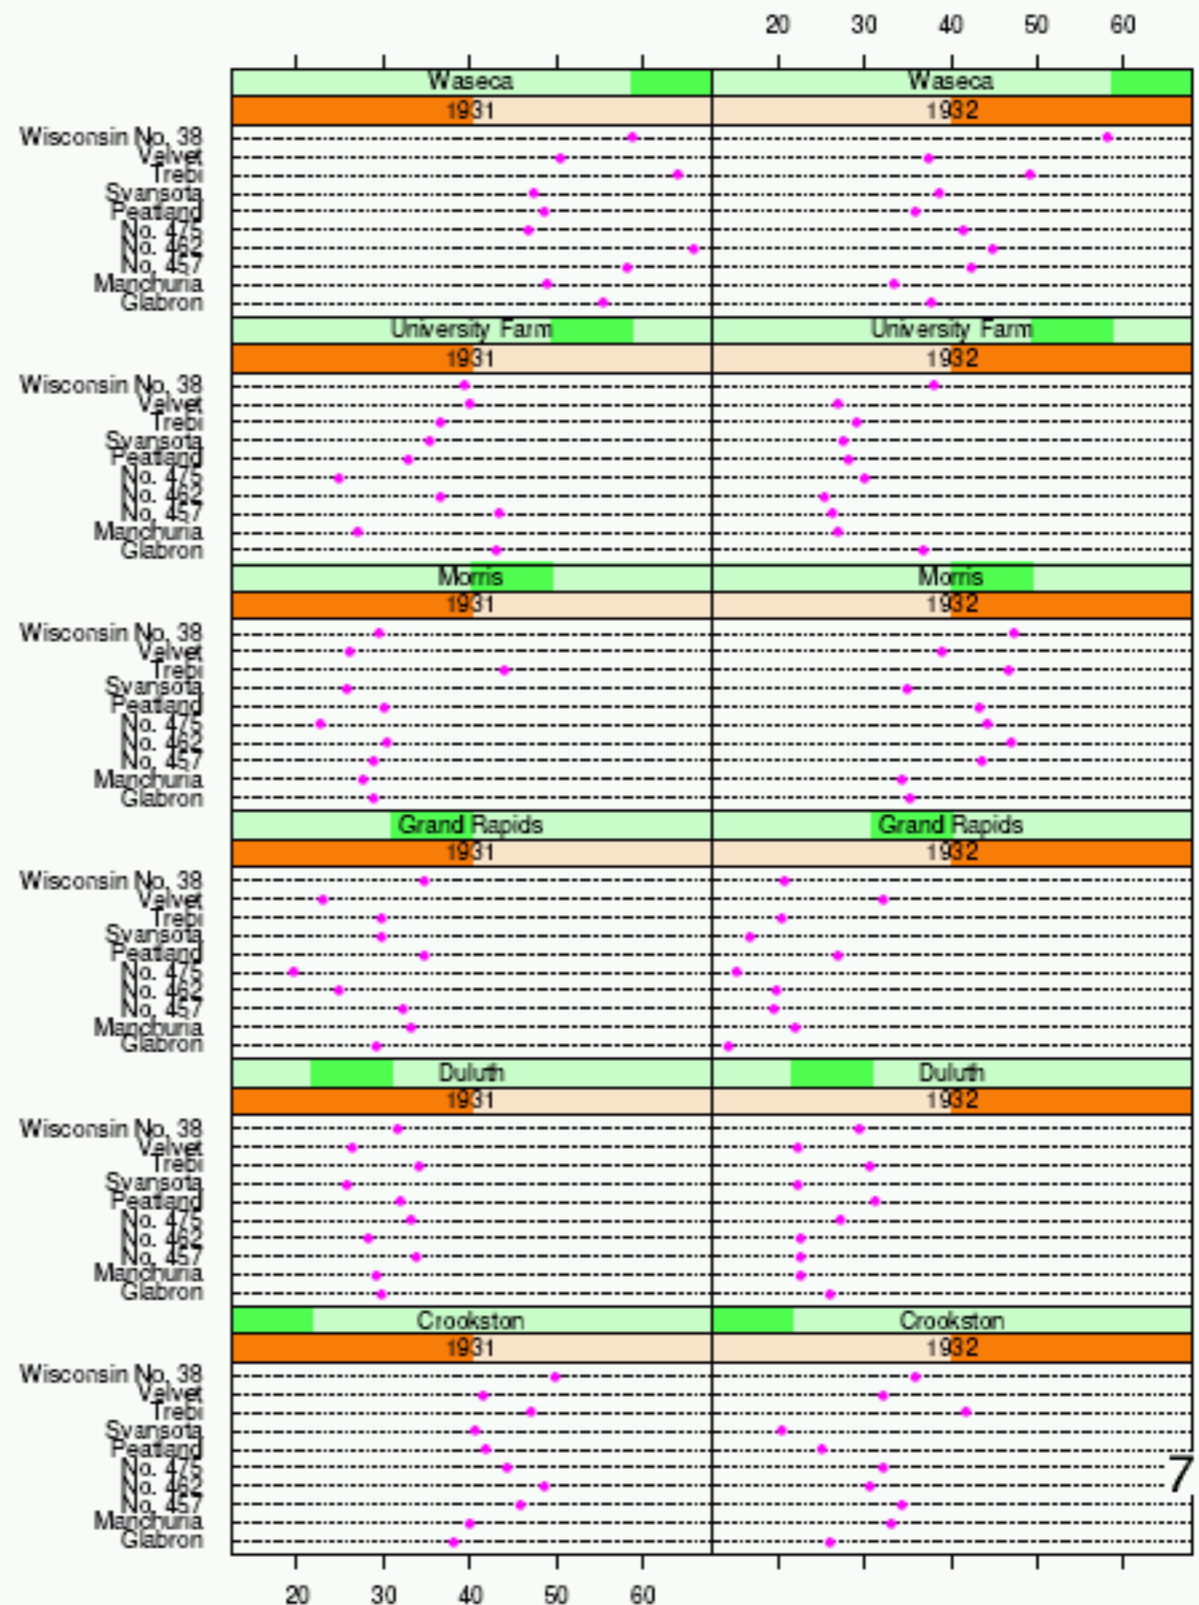 20 30 40 50 60
Waseca Waseca
1931 1932
Wisconsin No. 38
Velvet
Trebi
Svansota
Peatland
No. 475
No. 462
No. 457
Manchuria
Glabron
University Farm University Farm
1931 1932
Wisconsin No. 38
Velvet
Trebi
Svansota
Peatland
No. 475
No. 462
No. 457
Manchuria
Glabron
Morris Morris
1931 1932
Wisconsin No. 38
Velvet
Trebi
Svansota
Peatland
No. 475
No. 462
No. 457
Manchuria
Glabron
Grand Rapids Grand Rapids
1931 1932
Wisconsin No. 38
Velvet
Trebi
Svansota
Peatland
No. 475
No. 462
No. 457
Manchuria
Glabron
Duluth Duluth
1931 1932
Wisconsin No. 38
Velvet
Trebi
Svansota
Peatland
No. 475
No. 462
No. 457
Manchuria
Glabron
Crookston Crookston
1931 1932
Wisconsin No. 38
Velvet
Trebi
Svansota
Peatland
No. 475 7
No. 462
No. 457
Manchuria
Glabron
20 30 40 50 60